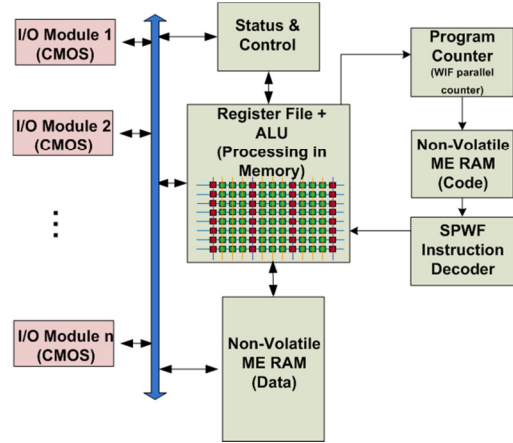 I/O Module 1
(CMOS)
Status &
Control
Program
Counter
(WIF parallel
counter)
I/O Module 2
(CMOS)
Register File +
ALU
(Processing in
Memory)
Non-Volatile
ME RAM
(Code)
SPWF
Instruction
Decoder
I/O Module n
(CMOS)
Non-Volatile
ME RAM
(Data)